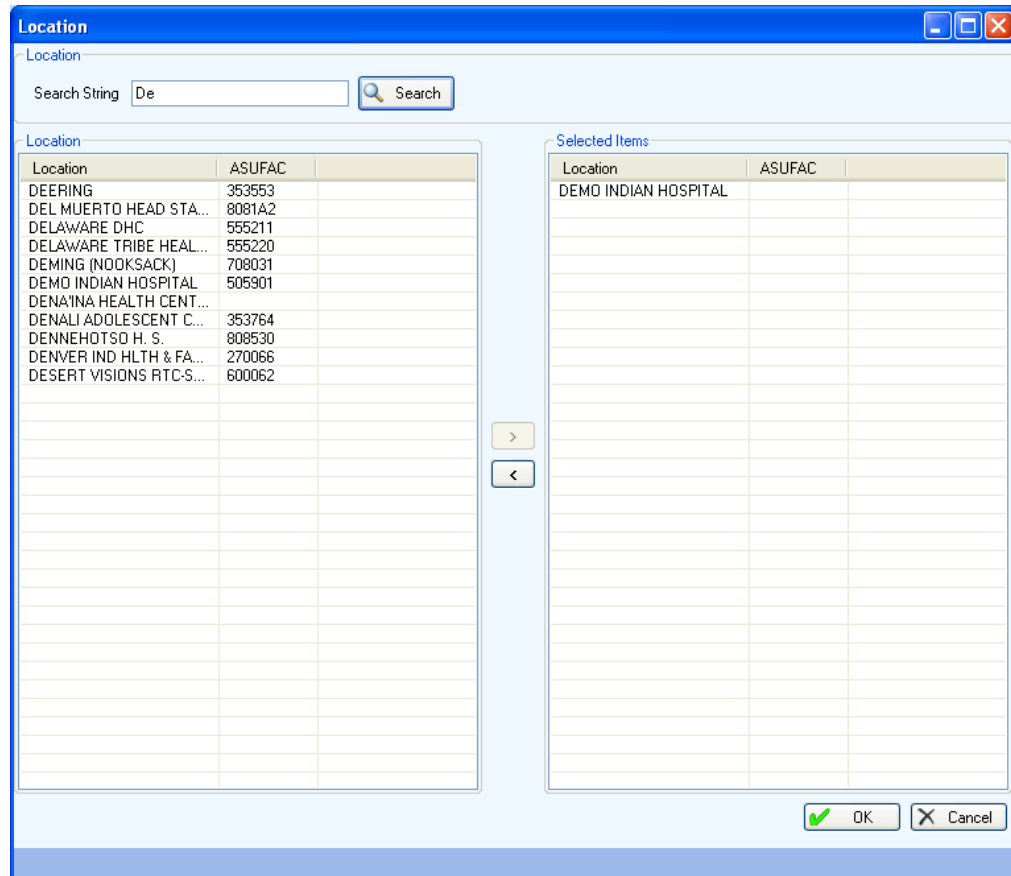 Location
Location
Search String De Search
Location
Location ASUFAC
DEERING 353553
DEL MUERTO HEAD STA... 8081A2
DELAWARE DHC 555211
DELAWARE TRIBE HEAL... 555220
DEMING (NOOKSACK) 708031
DEMO INDIAN HOSPITAL 505901
DENA'INA HEALTH CENT...
DENALI ADOLESCENT C... 353764
DENNEHOTSO H. S. 808530
DENVER IND HLTH & FA... 270066
DESERT VISIONS RTC-S... 600062
>
<
Selected Items
Location ASUFAC
DEMO INDIAN HOSPITAL
OK Cancel